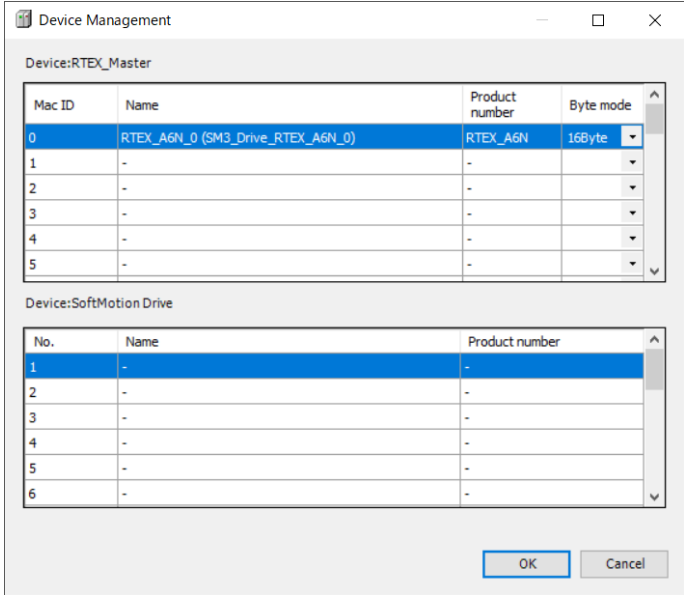 Device Management
Device:RTEX_Master
Mac ID Name Product number Byte mode
0 RTEX_A6N_0 (SM3_Drive_RTEX_A6N_0) RTEX_A6N 16Byte
1 - -
2 - -
3 - -
4 - -
5 - -
Device:SoftMotion Drive
No. Name Product number
1 - -
2 - -
3 - -
4 - -
5 - -
6 - -
OK Cancel